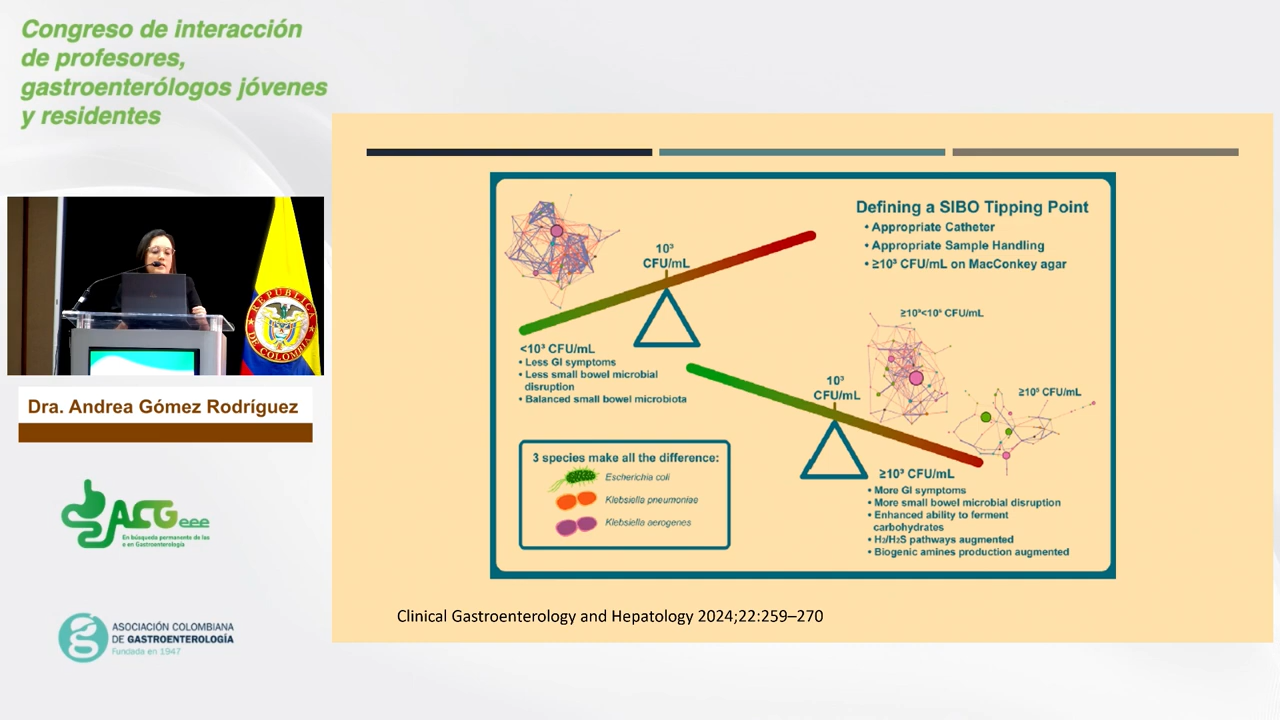 Congreso de interacción
de profesores,
gastroenterólogos jóvenes
y residentes
REPUBLICA
DE COLOMBIA
Dra. Andrea Gómez Rodríguez
ACGeee
En búsqueda permanente de las
e en Gastroenterología
ASOCIACIÓN COLOMBIANA
DE GASTROENTEROLOGÍA
Fundada en 1947
Defining a SIBO Tipping Point
• Appropriate Catheter
• Appropriate Sample Handling
• ≥10³ CFU/mL on MacConkey agar
10³
CFU/mL
<10³ CFU/mL
• Less GI symptoms
• Less small bowel microbial
disruption
• Balanced small bowel microbiota
≥10³<10⁵ CFU/mL
10³
CFU/mL
≥10⁵ CFU/mL
≥10³ CFU/mL
• More GI symptoms
• More small bowel microbial disruption
• Enhanced ability to ferment
carbohydrates
• H₂/H₂S pathways augmented
• Biogenic amines production augmented
3 species make all the difference:
Escherichia coli
Klebsiella pneumoniae
Klebsiella aerogenes
Clinical Gastroenterology and Hepatology 2024;22:259–270